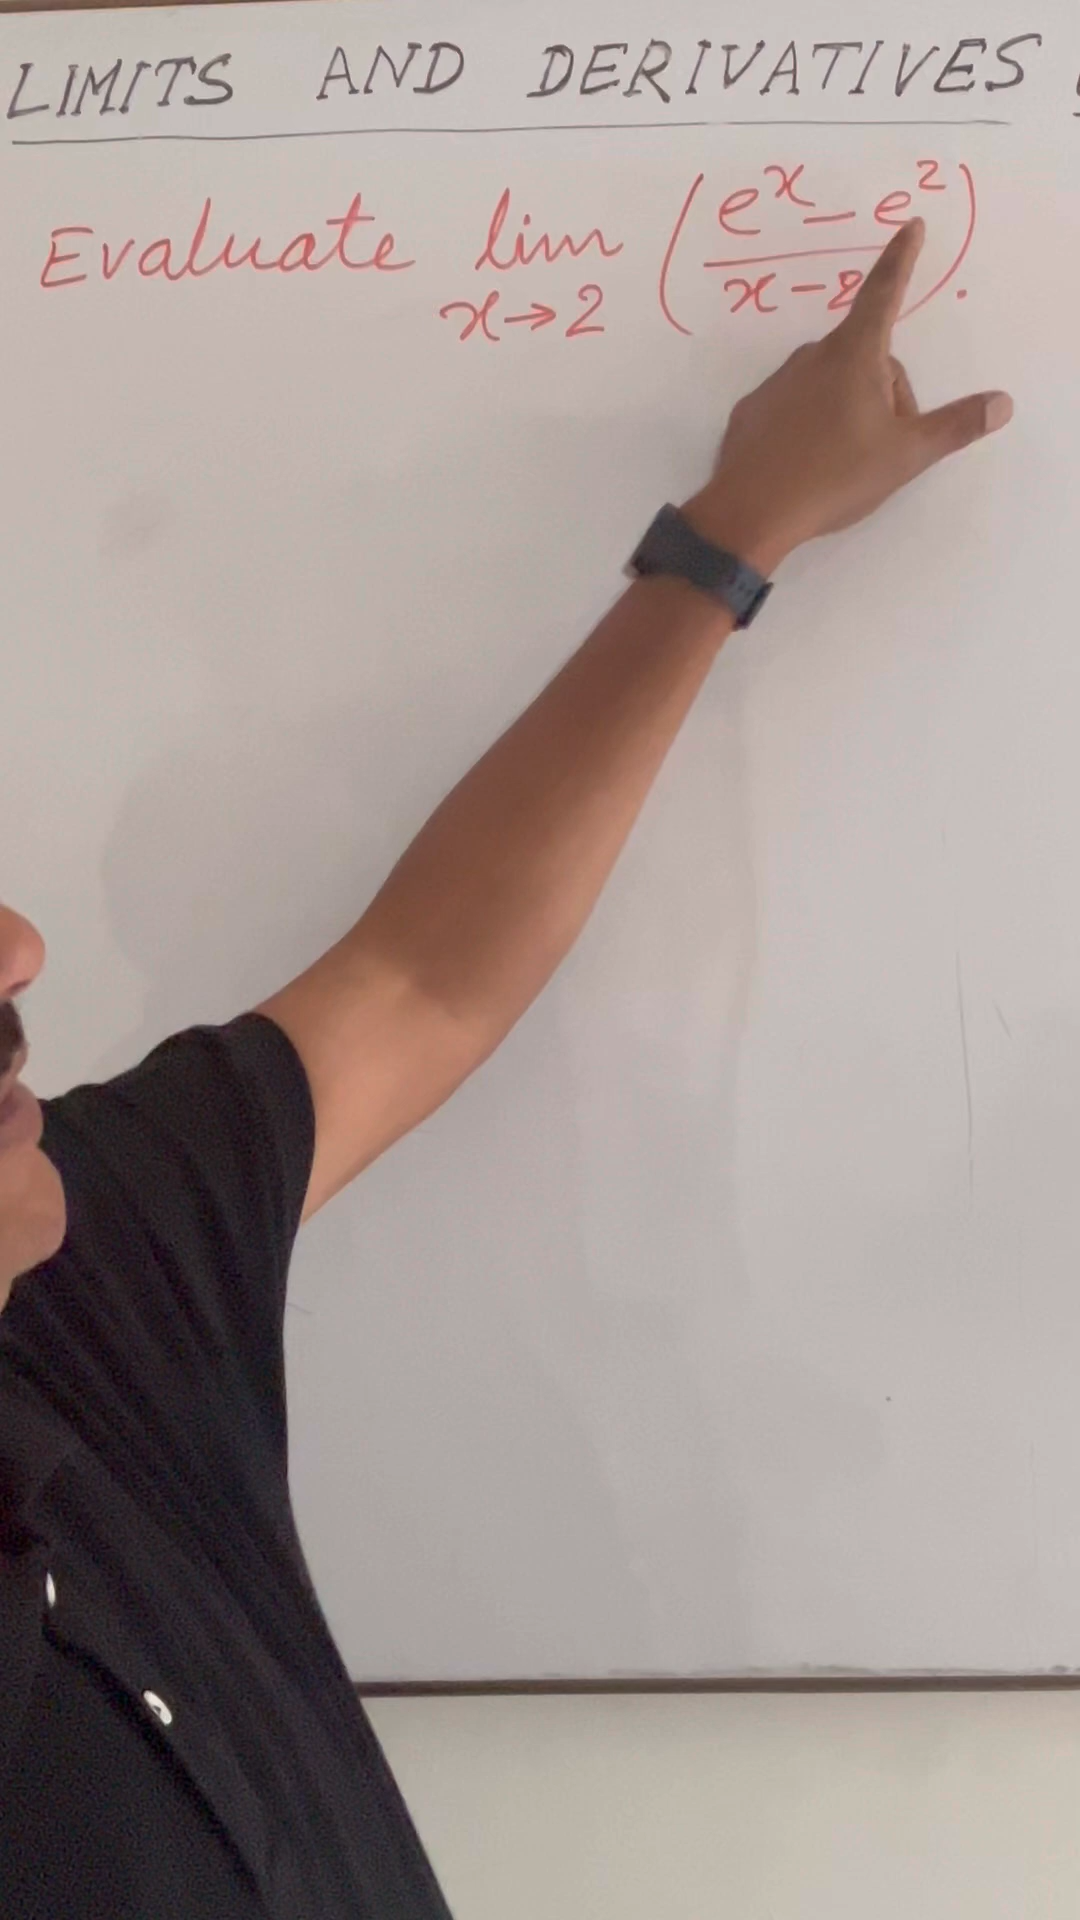 LIMITS AND DERIVATIVES
Evaluate lim x→2 (e^x - e^2 / x-2).